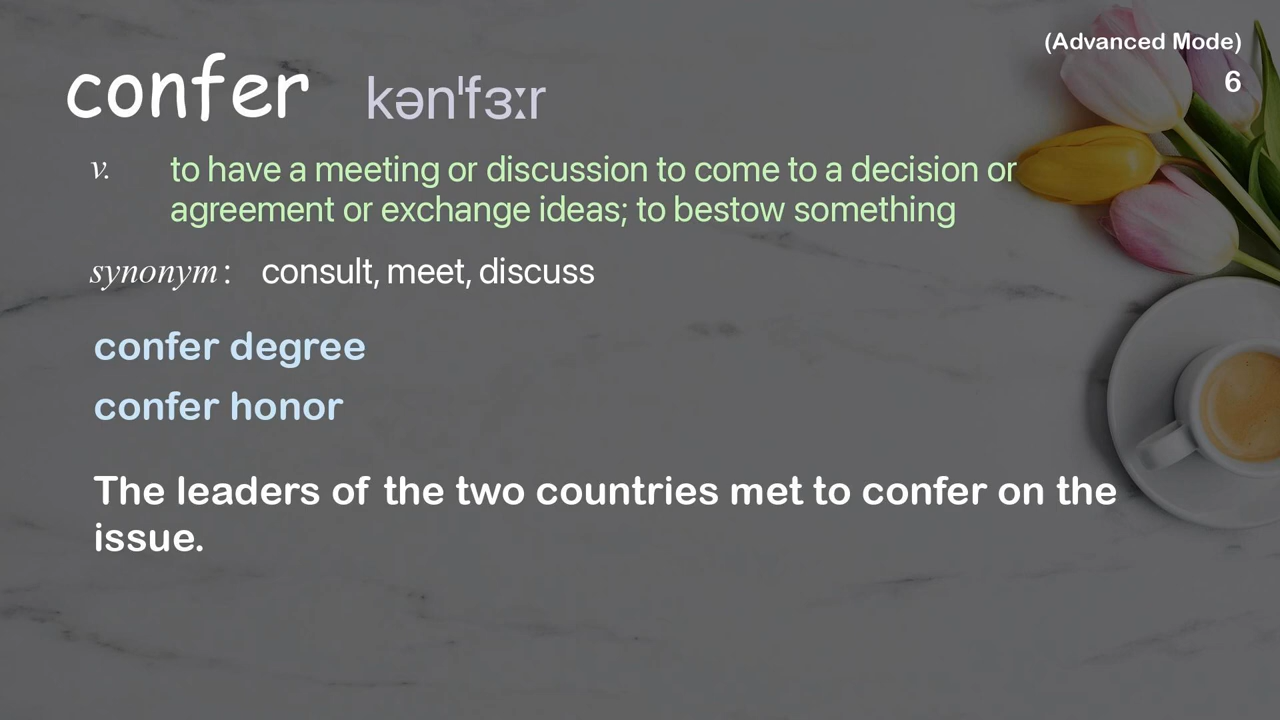 (Advanced Mode)
6
confer kənˈfɜːr
v. to have a meeting or discussion to come to a decision or
agreement or exchange ideas; to bestow something
synonym : consult, meet, discuss
confer degree
confer honor
The leaders of the two countries met to confer on the
issue.